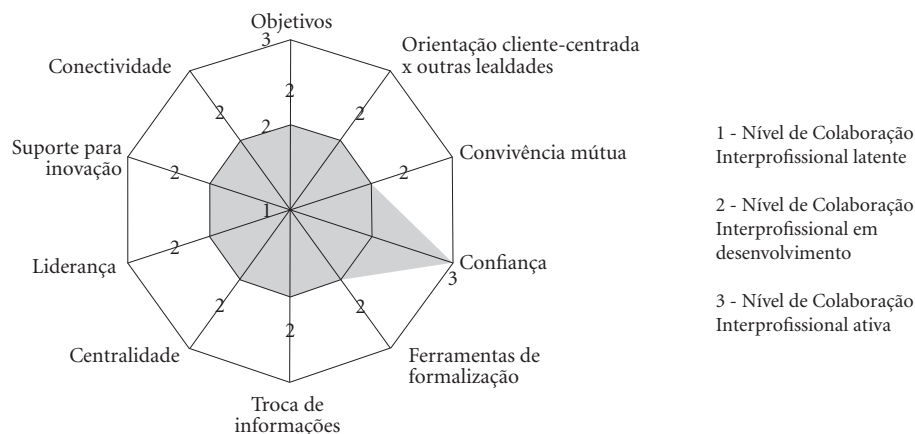 Objetivos
3
Orientação cliente-centrada
x outras lealdades
Conectividade
2
2
2
2
Suporte para
inovação
2
2
Convivência mútua
1 - Nível de Colaboração
Interprofissional latente
2 - Nível de Colaboração
Interprofissional em
desenvolvimento
3 - Nível de Colaboração
Interprofissional ativa
1
2
Liderança
Confiança
3
2
2
2
Centralidade
Ferramentas de
formalização
Troca de
informações